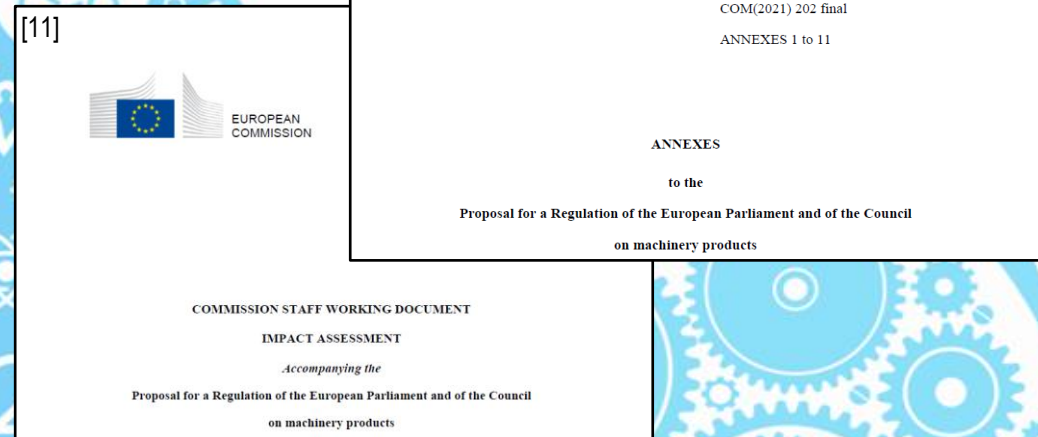 [11]
EUROPEAN
COMMISSION
COMMISSION STAFF WORKING DOCUMENT
IMPACT ASSESSMENT
Accompanying the
Proposal for a Regulation of the European Parliament and of the Council
on machinery products
COM(2021) 202 final
ANNEXES 1 to 11
ANNEXES
to the
Proposal for a Regulation of the European Parliament and of the Council
on machinery products